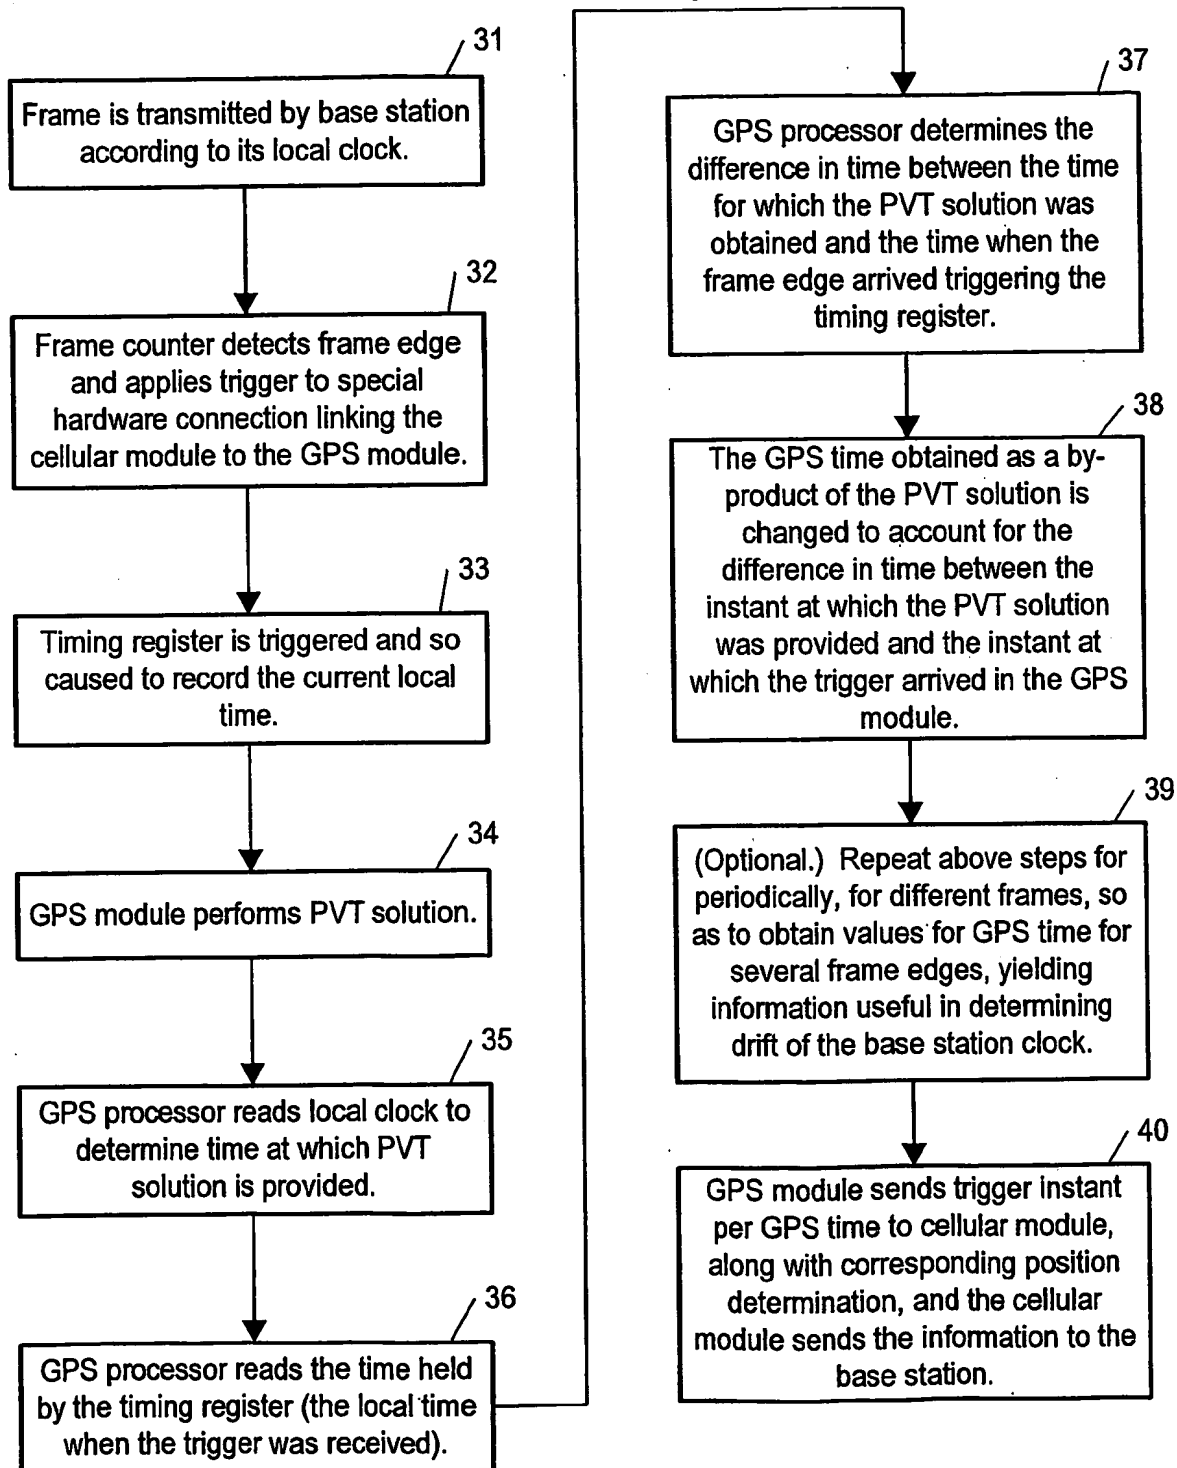 31
Frame is transmitted by base station
according to its local clock.
32
Frame counter detects frame edge
and applies trigger to special
hardware connection linking the
cellular module to the GPS module.
33
Timing register is triggered and so
caused to record the current local
time.
34
GPS module performs PVT solution.
35
GPS processor reads local clock to
determine time at which PVT
solution is provided.
36
GPS processor reads the time held
by the timing register (the local time
when the trigger was received).
37
GPS processor determines the
difference in time between the time
for which the PVT solution was
obtained and the time when the
frame edge arrived triggering the
timing register.
38
The GPS time obtained as a by-
product of the PVT solution is
changed to account for the
difference in time between the
instant at which the PVT solution
was provided and the instant at
which the trigger arrived in the GPS
module.
39
(Optional.) Repeat above steps for
periodically, for different frames, so
as to obtain values for GPS time for
several frame edges, yielding
information useful in determining
drift of the base station clock.
40
GPS module sends trigger instant
per GPS time to cellular module,
along with corresponding position
determination, and the cellular
module sends the information to the
base station.